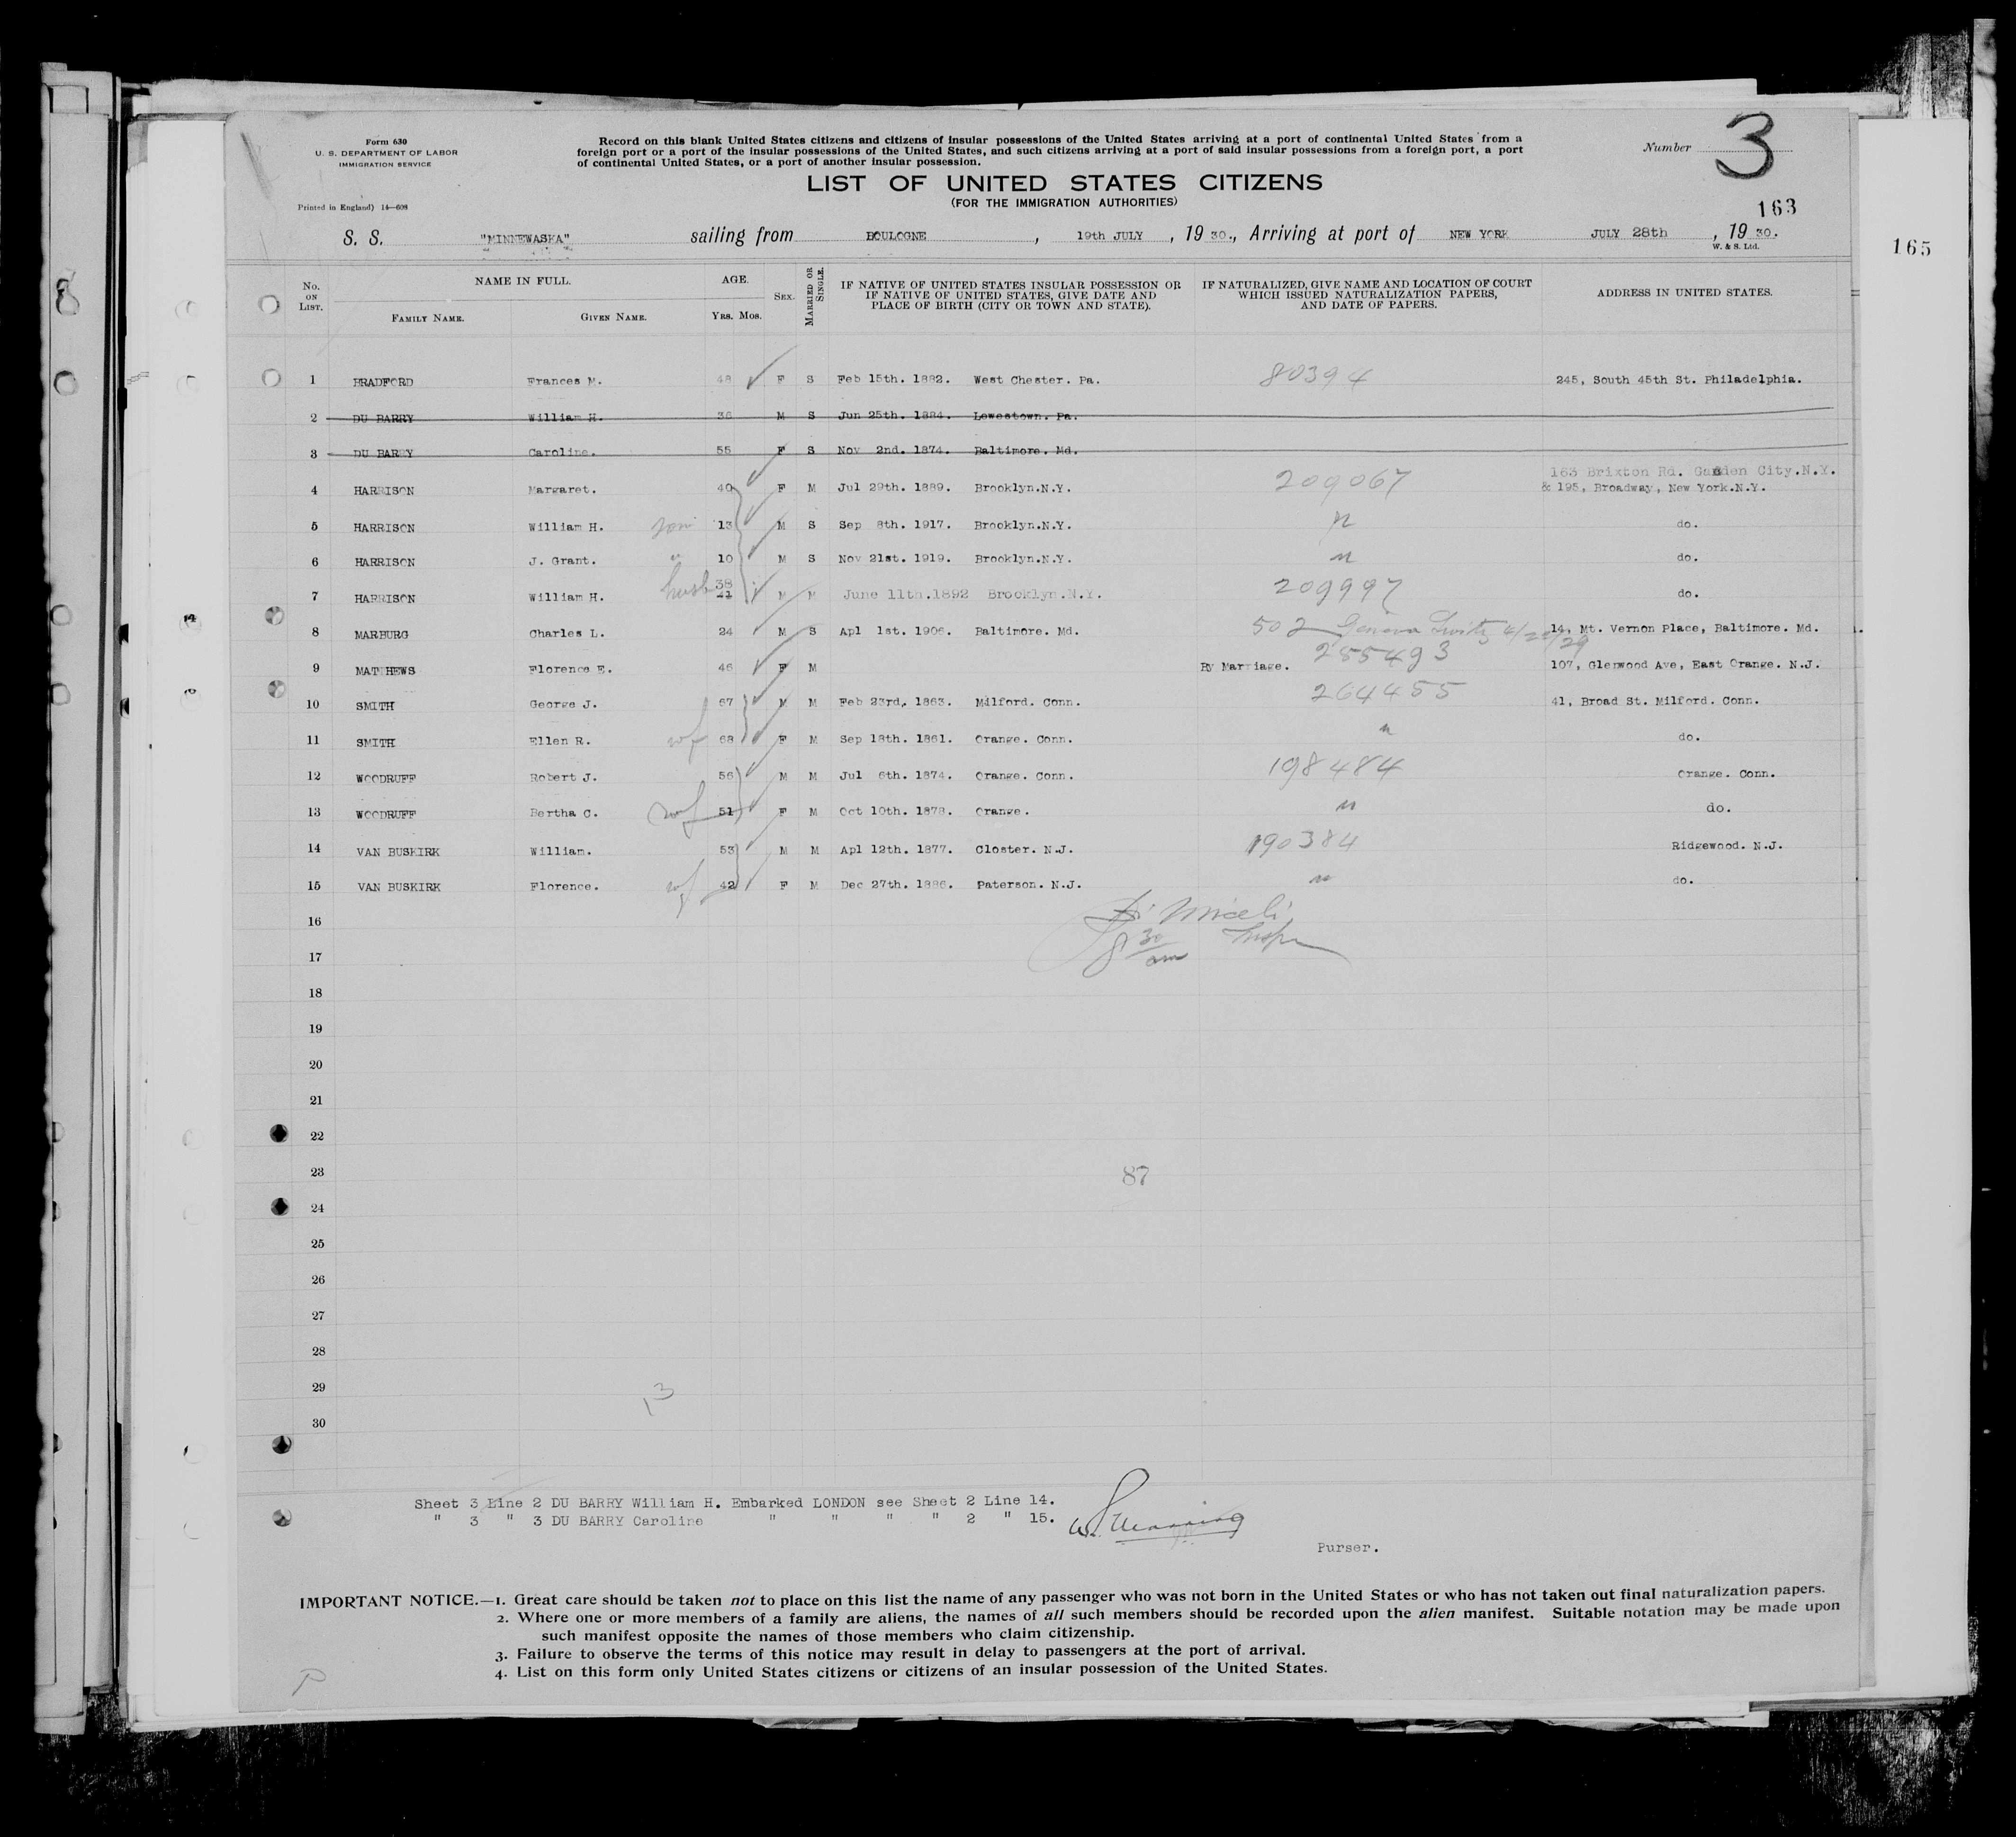 Form 630
U. S. DEPARTMENT OF LABOR
IMMIGRATION SERVICE
Printed in England) 14—608
Record on this blank United States citizens and citizens of insular possessions of the United States arriving at a port of continental United States from a
foreign port or a port of the insular possessions of the United States, and such citizens arriving at a port of said insular possessions from a foreign port, a port
of continental United States, or a port of another insular possession.
Number 3
LIST OF UNITED STATES CITIZENS
(FOR THE IMMIGRATION AUTHORITIES)
163
165
S. S. "MINNEWASKA" sailing from BOULOGNE, 19th JULY, 19 30., Arriving at port of NEW YORK JULY 28th, 19 30.
W. & S. Ltd.
No. ON LIST. NAME IN FULL. FAMILY NAME. GIVEN NAME. AGE. YRS. MOS. SEX. MARRIED OR SINGLE. IF NATIVE OF UNITED STATES INSULAR POSSESSION OR IF NATIVE OF UNITED STATES, GIVE DATE AND PLACE OF BIRTH (CITY OR TOWN AND STATE). IF NATURALIZED, GIVE NAME AND LOCATION OF COURT WHICH ISSUED NATURALIZATION PAPERS, AND DATE OF PAPERS. ADDRESS IN UNITED STATES.
1 BRADFORD Frances M. 48 F S Feb 15th. 1882. West Chester. Pa. 80394 245, South 45th St. Philadelphia.
2 DU BARRY William H. 36 M S Jun 25th. 1884. Lewestown. Pa.
3 DU BARRY Caroline. 55 F S Nov 2nd. 1874. Baltimore. Md.
163 Brixton Rd. Garden City.N.Y.
4 HARRISON Margaret. 40 F M Jul 29th. 1889. Brooklyn.N.Y. 209067 & 195, Broadway, New York.N.Y.
5 HARRISON William H. son 13 M S Sep 8th. 1917. Brooklyn.N.Y. " do.
6 HARRISON J. Grant. " 10 M S Nov 21st. 1919. Brooklyn.N.Y. " do.
7 HARRISON William H. husb 38 41 M M June 11th.1892 Brooklyn.N.Y. 209997 do.
8 MARBURG Charles L. 24 M S Apl 1st. 1906. Baltimore. Md. 502 Geneva Switz 4/22/29 14, Mt. Vernon Place, Baltimore. Md.
9 MATTHEWS Florence E. 46 F M By Marriage. 255493 107, Glenwood Ave, East Orange. N.J.
10 SMITH George J. 67 M M Feb 23rd, 1863. Milford. Conn. 264455 41, Broad St. Milford. Conn.
11 SMITH Ellen R. wf 68 F M Sep 18th. 1861. Orange. Conn. " do.
12 WOODRUFF Robert J. 56 M M Jul 6th. 1874. Orange. Conn. 198484 Orange. Conn.
13 WOODRUFF Bertha C. wf 51 F M Oct 10th. 1878. Orange. " do.
14 VAN BUSKIRK William. 53 M M Apl 12th. 1877. Closter. N.J. 190384 Ridgewood. N.J.
15 VAN BUSKIRK Florence. wf 42 F M Dec 27th. 1886. Paterson. N.J. " do.
16 Di Miceli
Inspr
8 30 am
17
18
19
20
21
22
23 87
24
25
26
27
28
29 13
30
Sheet 3 Line 2 DU BARRY William H. Embarked LONDON see Sheet 2 Line 14.
" 3 " 3 DU BARRY Caroline " " " " 2 " 15.
Purser.
IMPORTANT NOTICE.—1. Great care should be taken not to place on this list the name of any passenger who was not born in the United States or who has not taken out final naturalization papers.
2. Where one or more members of a family are aliens, the names of all such members should be recorded upon the alien manifest. Suitable notation may be made upon
such manifest opposite the names of those members who claim citizenship.
3. Failure to observe the terms of this notice may result in delay to passengers at the port of arrival.
4. List on this form only United States citizens or citizens of an insular possession of the United States.